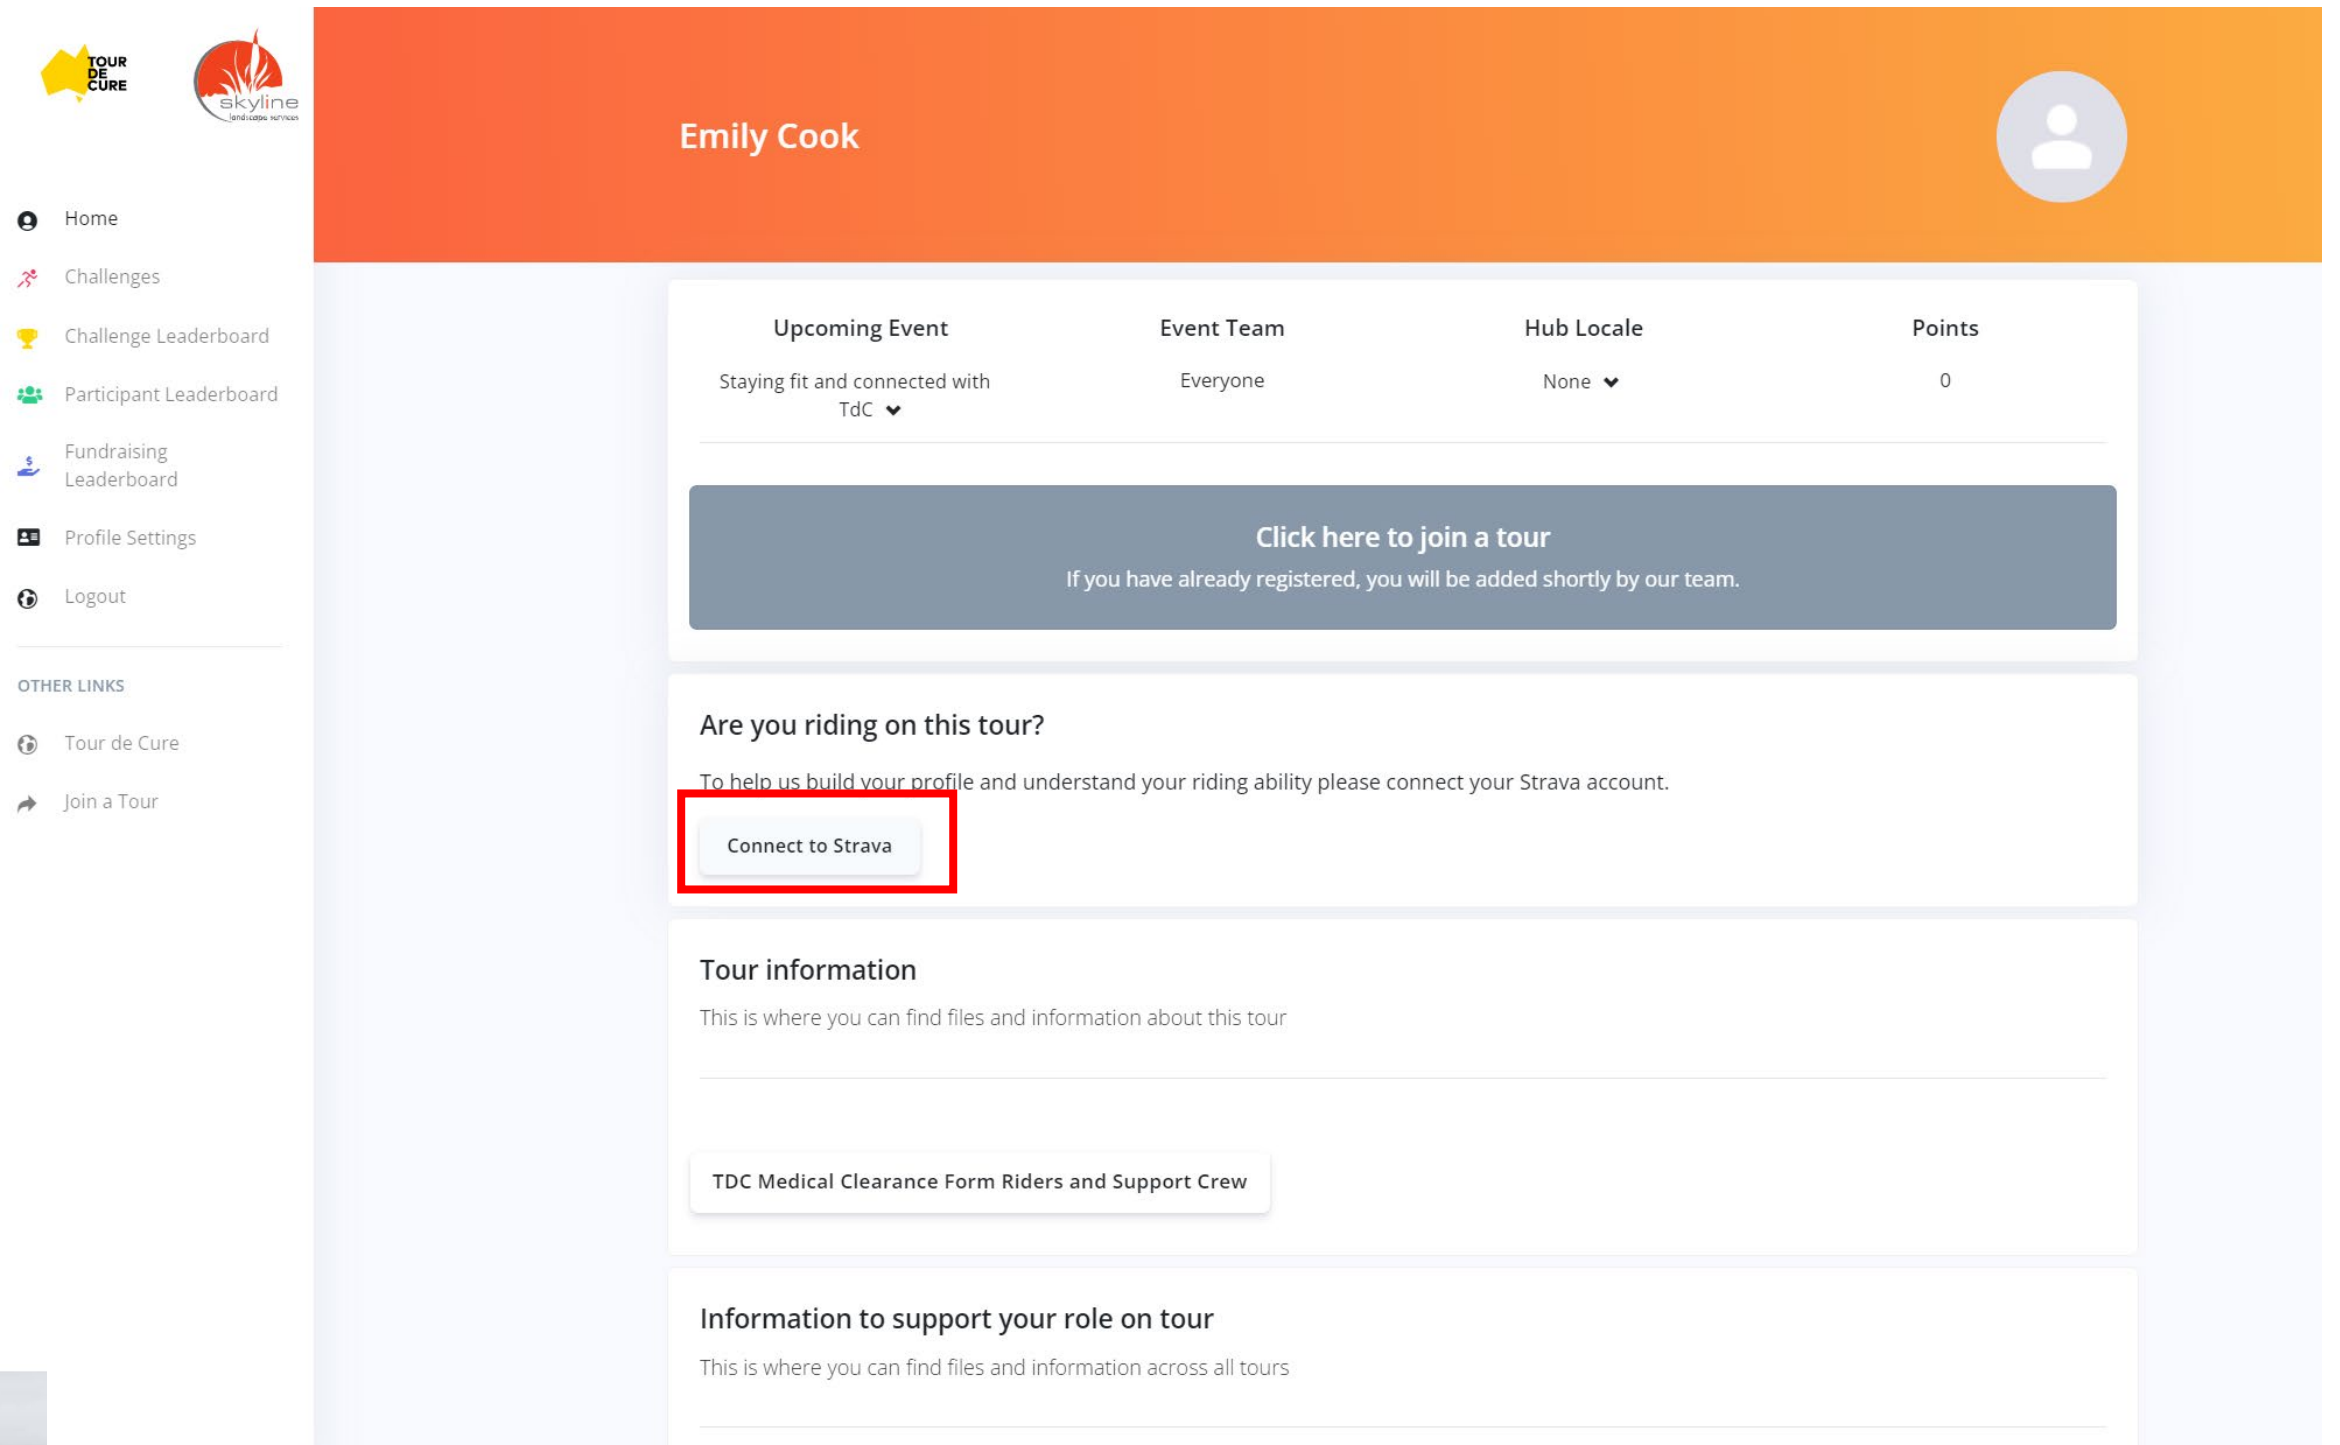 TOUR
DE
CURE
skyline
landscape services
Home
Challenges
Challenge Leaderboard
Participant Leaderboard
Fundraising
Leaderboard
Profile Settings
Logout
OTHER LINKS
Tour de Cure
Join a Tour
Emily Cook
Upcoming Event Event Team Hub Locale Points
Staying fit and connected with Everyone None 0
TdC
Click here to join a tour
If you have already registered, you will be added shortly by our team.
Are you riding on this tour?
To help us build your profile and understand your riding ability please connect your Strava account.
Connect to Strava
Tour information
This is where you can find files and information about this tour
TDC Medical Clearance Form Riders and Support Crew
Information to support your role on tour
This is where you can find files and information across all tours